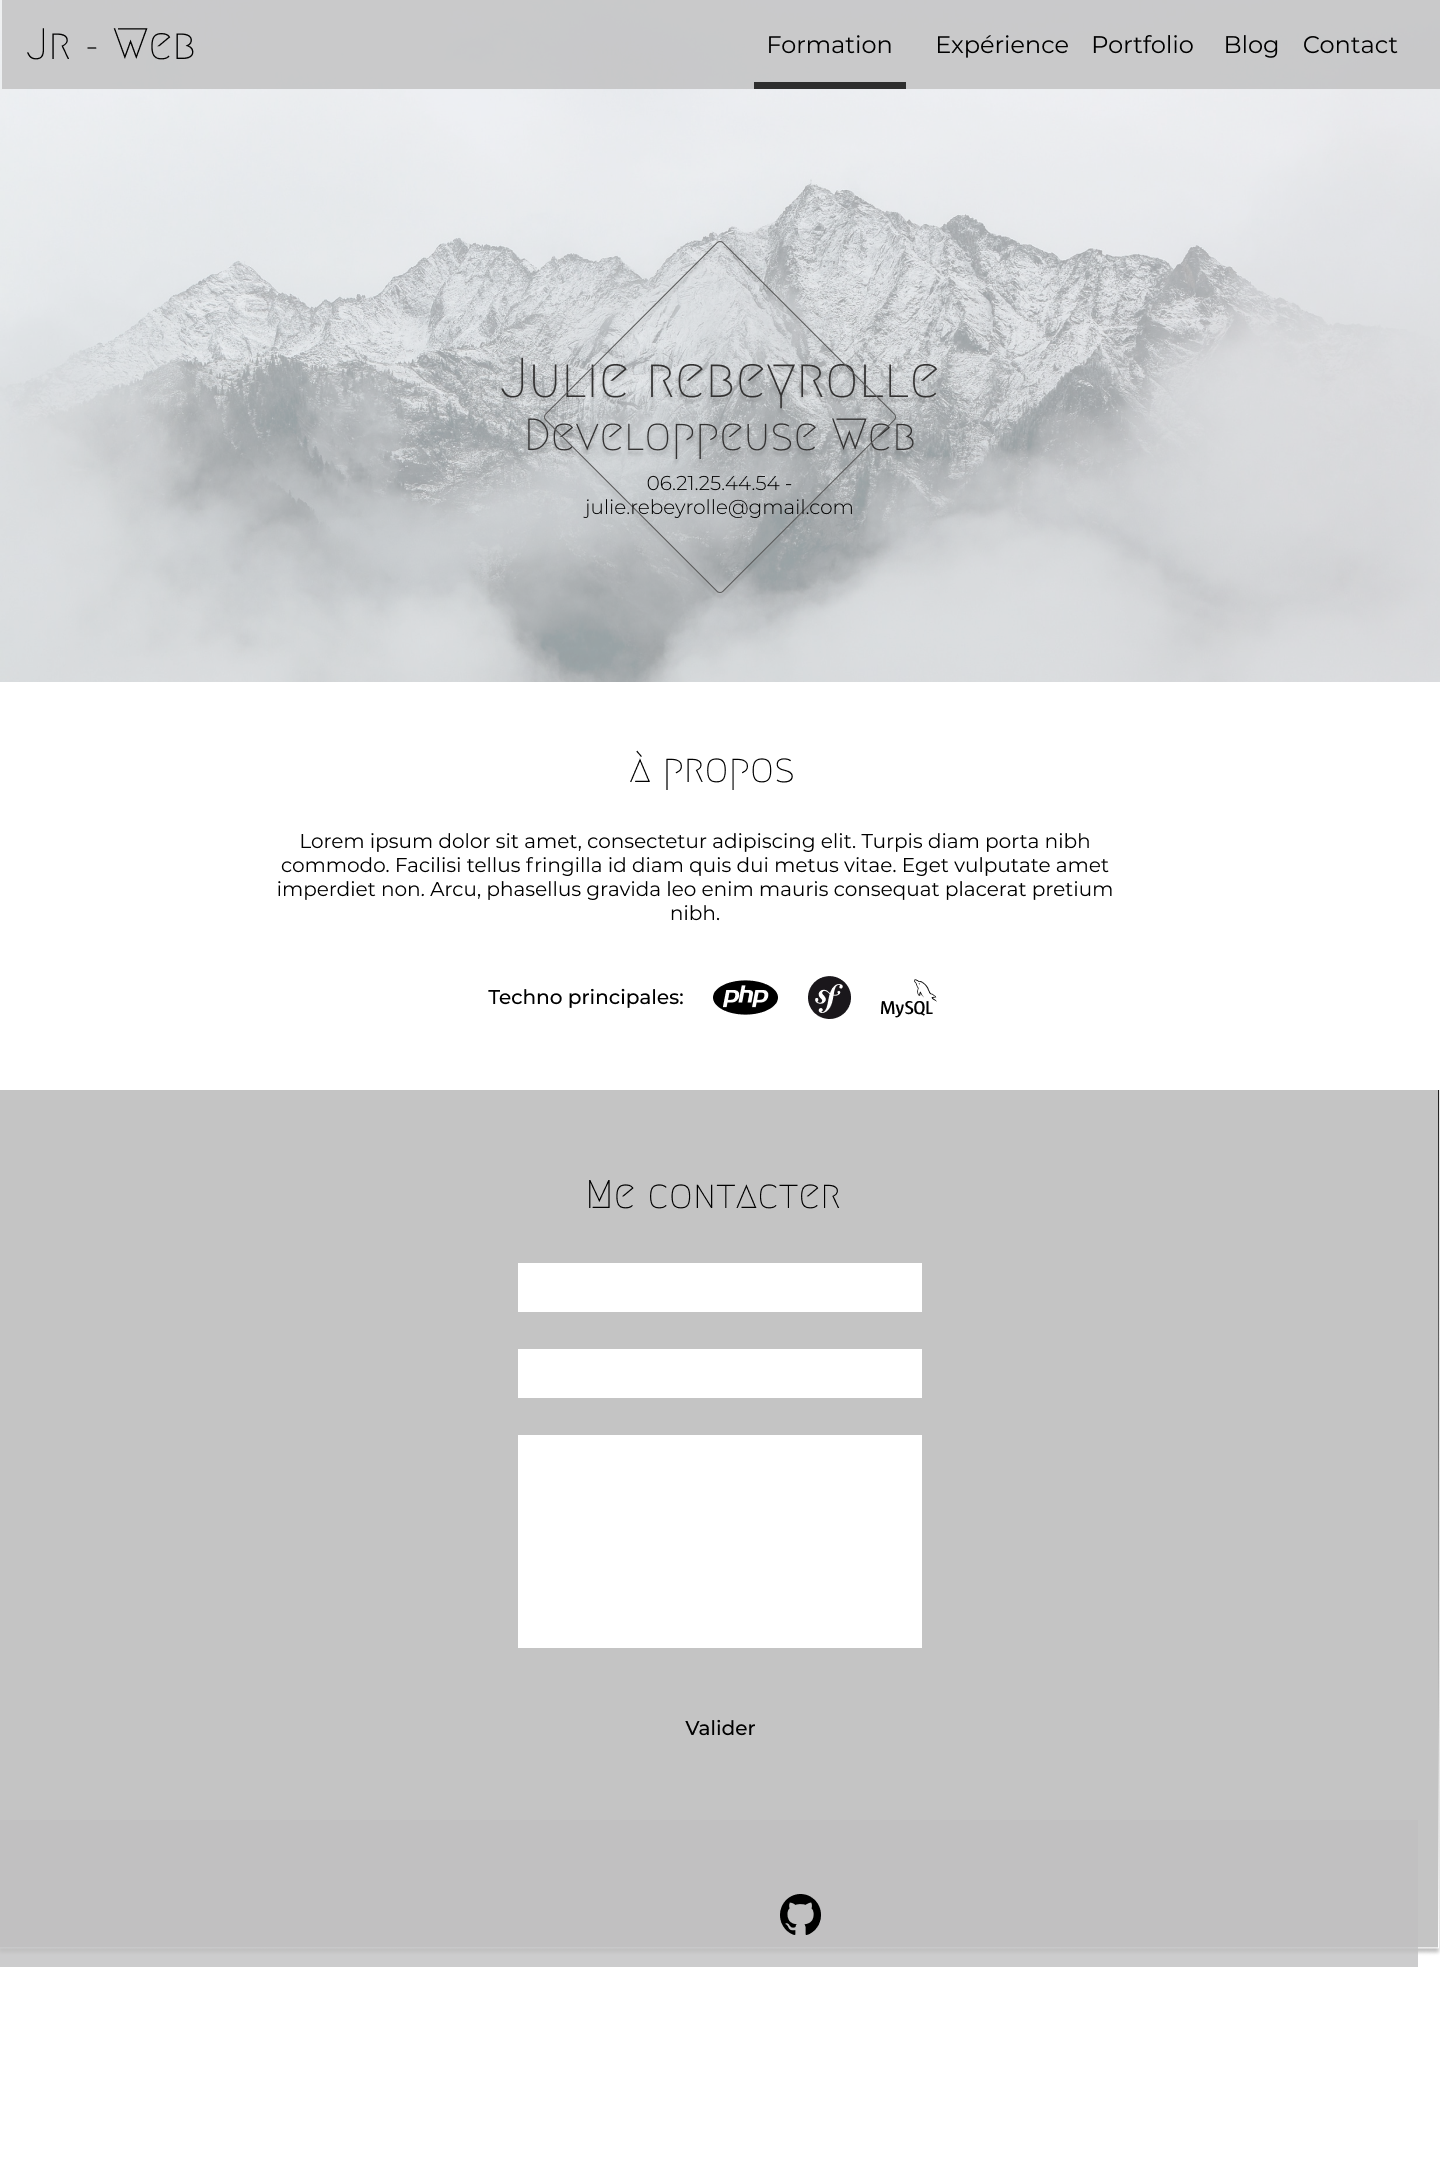 Jr - Web
Formation Expérience Portfolio Blog Contact
Julie rebeyrolle
Developpeuse Web
06.21.25.44.54 -
julie.rebeyrolle@gmail.com
À propos
Lorem ipsum dolor sit amet, consectetur adipiscing elit. Turpis diam porta nibh
commodo. Facilisi tellus fringilla id diam quis dui metus vitae. Eget vulputate amet
imperdiet non. Arcu, phasellus gravida leo enim mauris consequat placerat pretium
nibh.
Techno principales: php sf MySQL
Me contacter
Valider